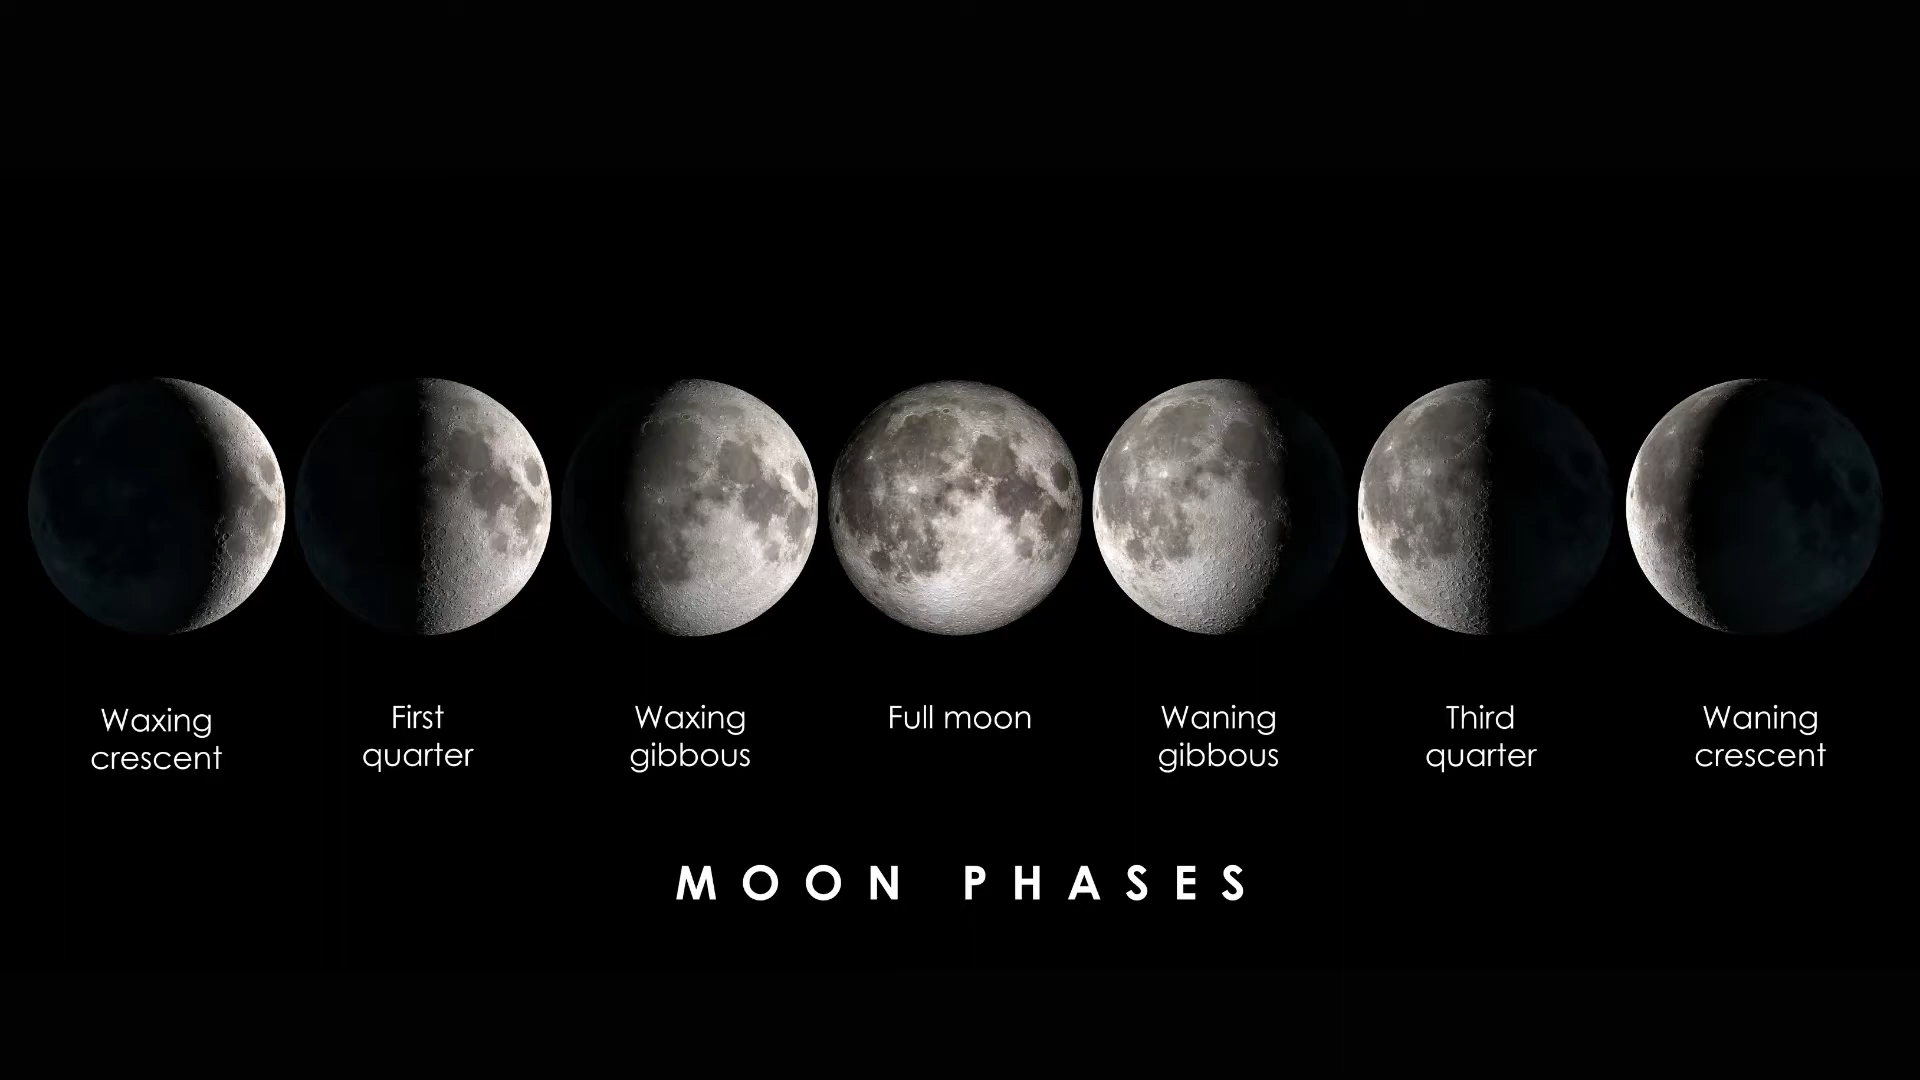 Waxing
crescent
First
quarter
Waxing
gibbous
Full moon
Waning
gibbous
Third
quarter
Waning
crescent
MOON PHASES